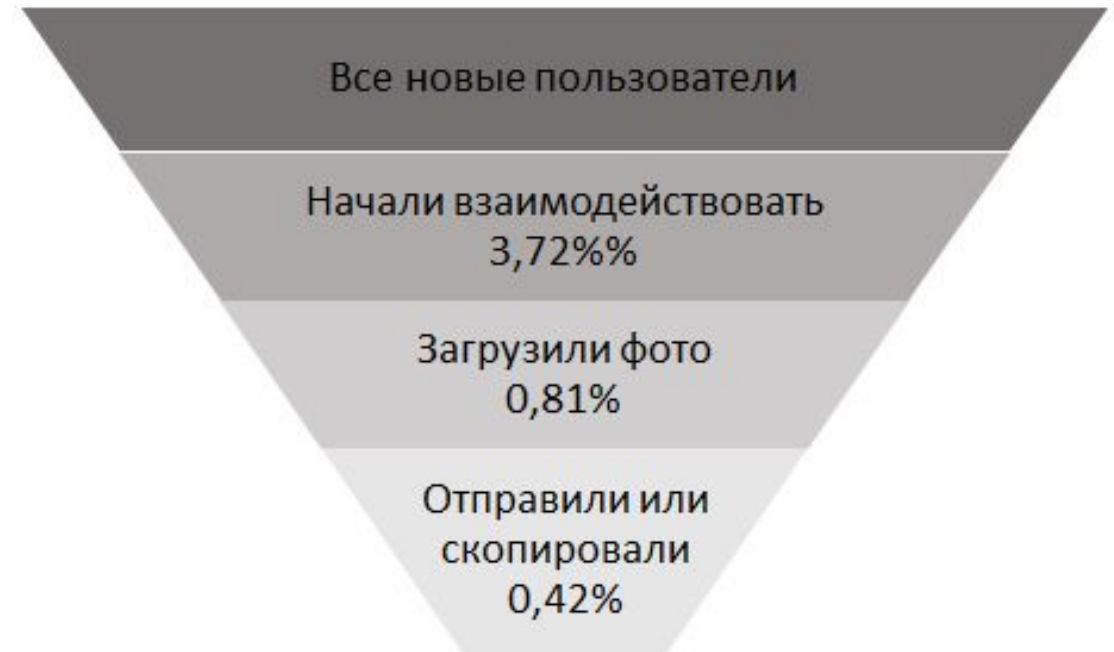 Все новые пользователи
Начали взаимодействовать
3,72%%
Загрузили фото
0,81%
Отправили или
скопировали
0,42%